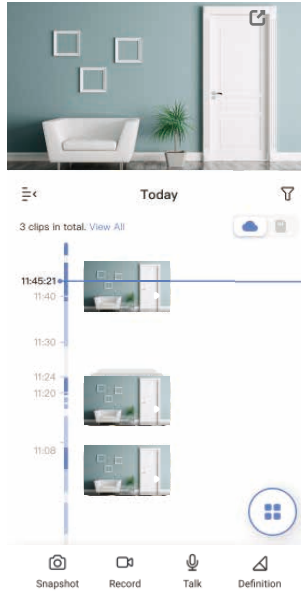 Today
3 clips in total. View All
11:45:21
11:40
11:30
11:24
11:20
11:08
Snapshot Record Talk Definition